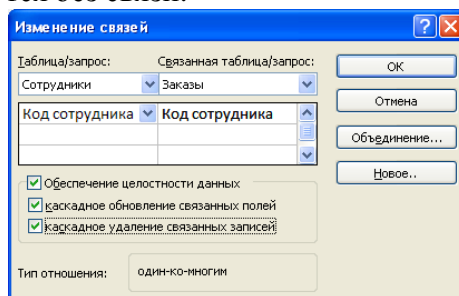 Изменение связей
Таблица/запрос: Связанная таблица/запрос:
Сотрудники Заказы
Код сотрудника Код сотрудника
Обеспечение целостности данных
каскадное обновление связанных полей
каскадное удаление связанных записей
Тип отношения: один-ко-многим
ОК
Отмена
Объединение...
Новое..